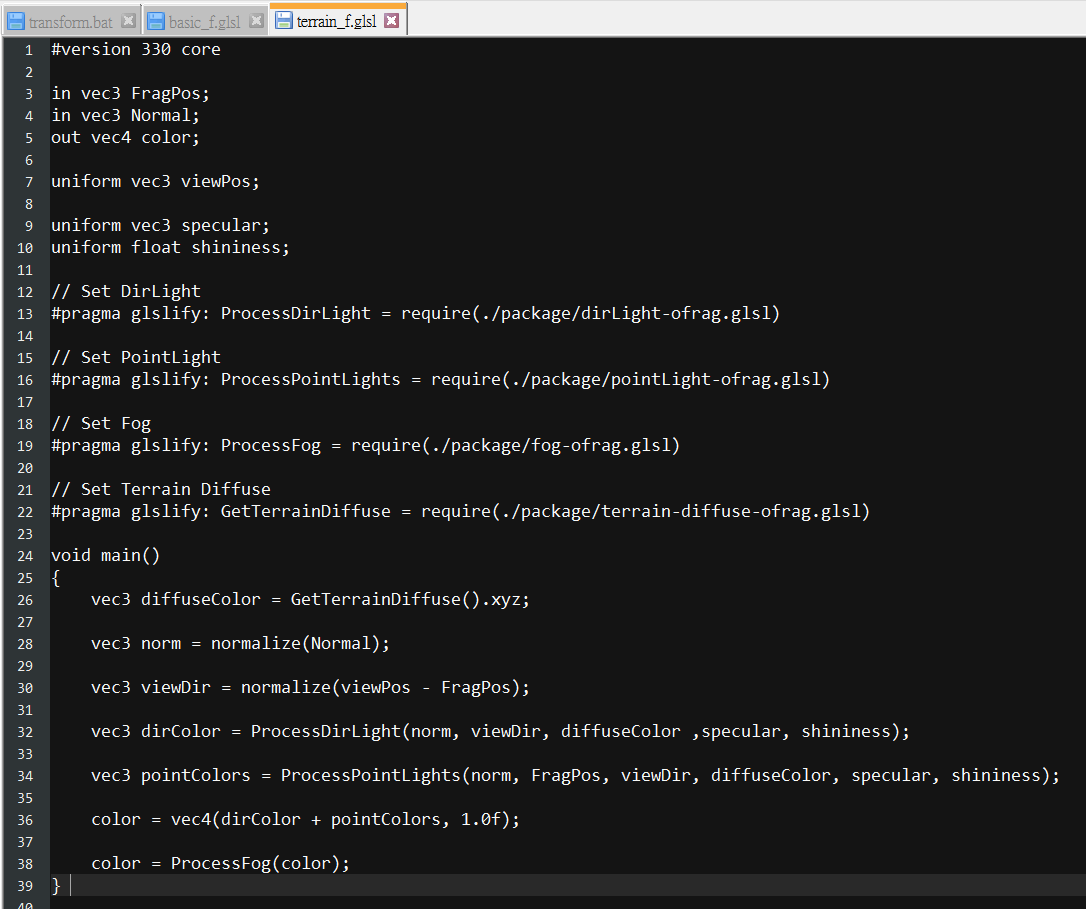 transform.bat basic_f.glsl terrain_f.glsl
1 #version 330 core
2
3 in vec3 FragPos;
4 in vec3 Normal;
5 out vec4 color;
6
7 uniform vec3 viewPos;
8
9 uniform vec3 specular;
10 uniform float shininess;
11
12 // Set DirLight
13 #pragma glslify: ProcessDirLight = require(./package/dirLight-ofrag.glsl)
14
15 // Set PointLight
16 #pragma glslify: ProcessPointLights = require(./package/pointLight-ofrag.glsl)
17
18 // Set Fog
19 #pragma glslify: ProcessFog = require(./package/fog-ofrag.glsl)
20
21 // Set Terrain Diffuse
22 #pragma glslify: GetTerrainDiffuse = require(./package/terrain-diffuse-ofrag.glsl)
23
24 void main()
25 {
26     vec3 diffuseColor = GetTerrainDiffuse().xyz;
27
28     vec3 norm = normalize(Normal);
29
30     vec3 viewDir = normalize(viewPos - FragPos);
31
32     vec3 dirColor = ProcessDirLight(norm, viewDir, diffuseColor ,specular, shininess);
33
34     vec3 pointColors = ProcessPointLights(norm, FragPos, viewDir, diffuseColor, specular, shininess);
35
36     color = vec4(dirColor + pointColors, 1.0f);
37
38     color = ProcessFog(color);
39 }
40